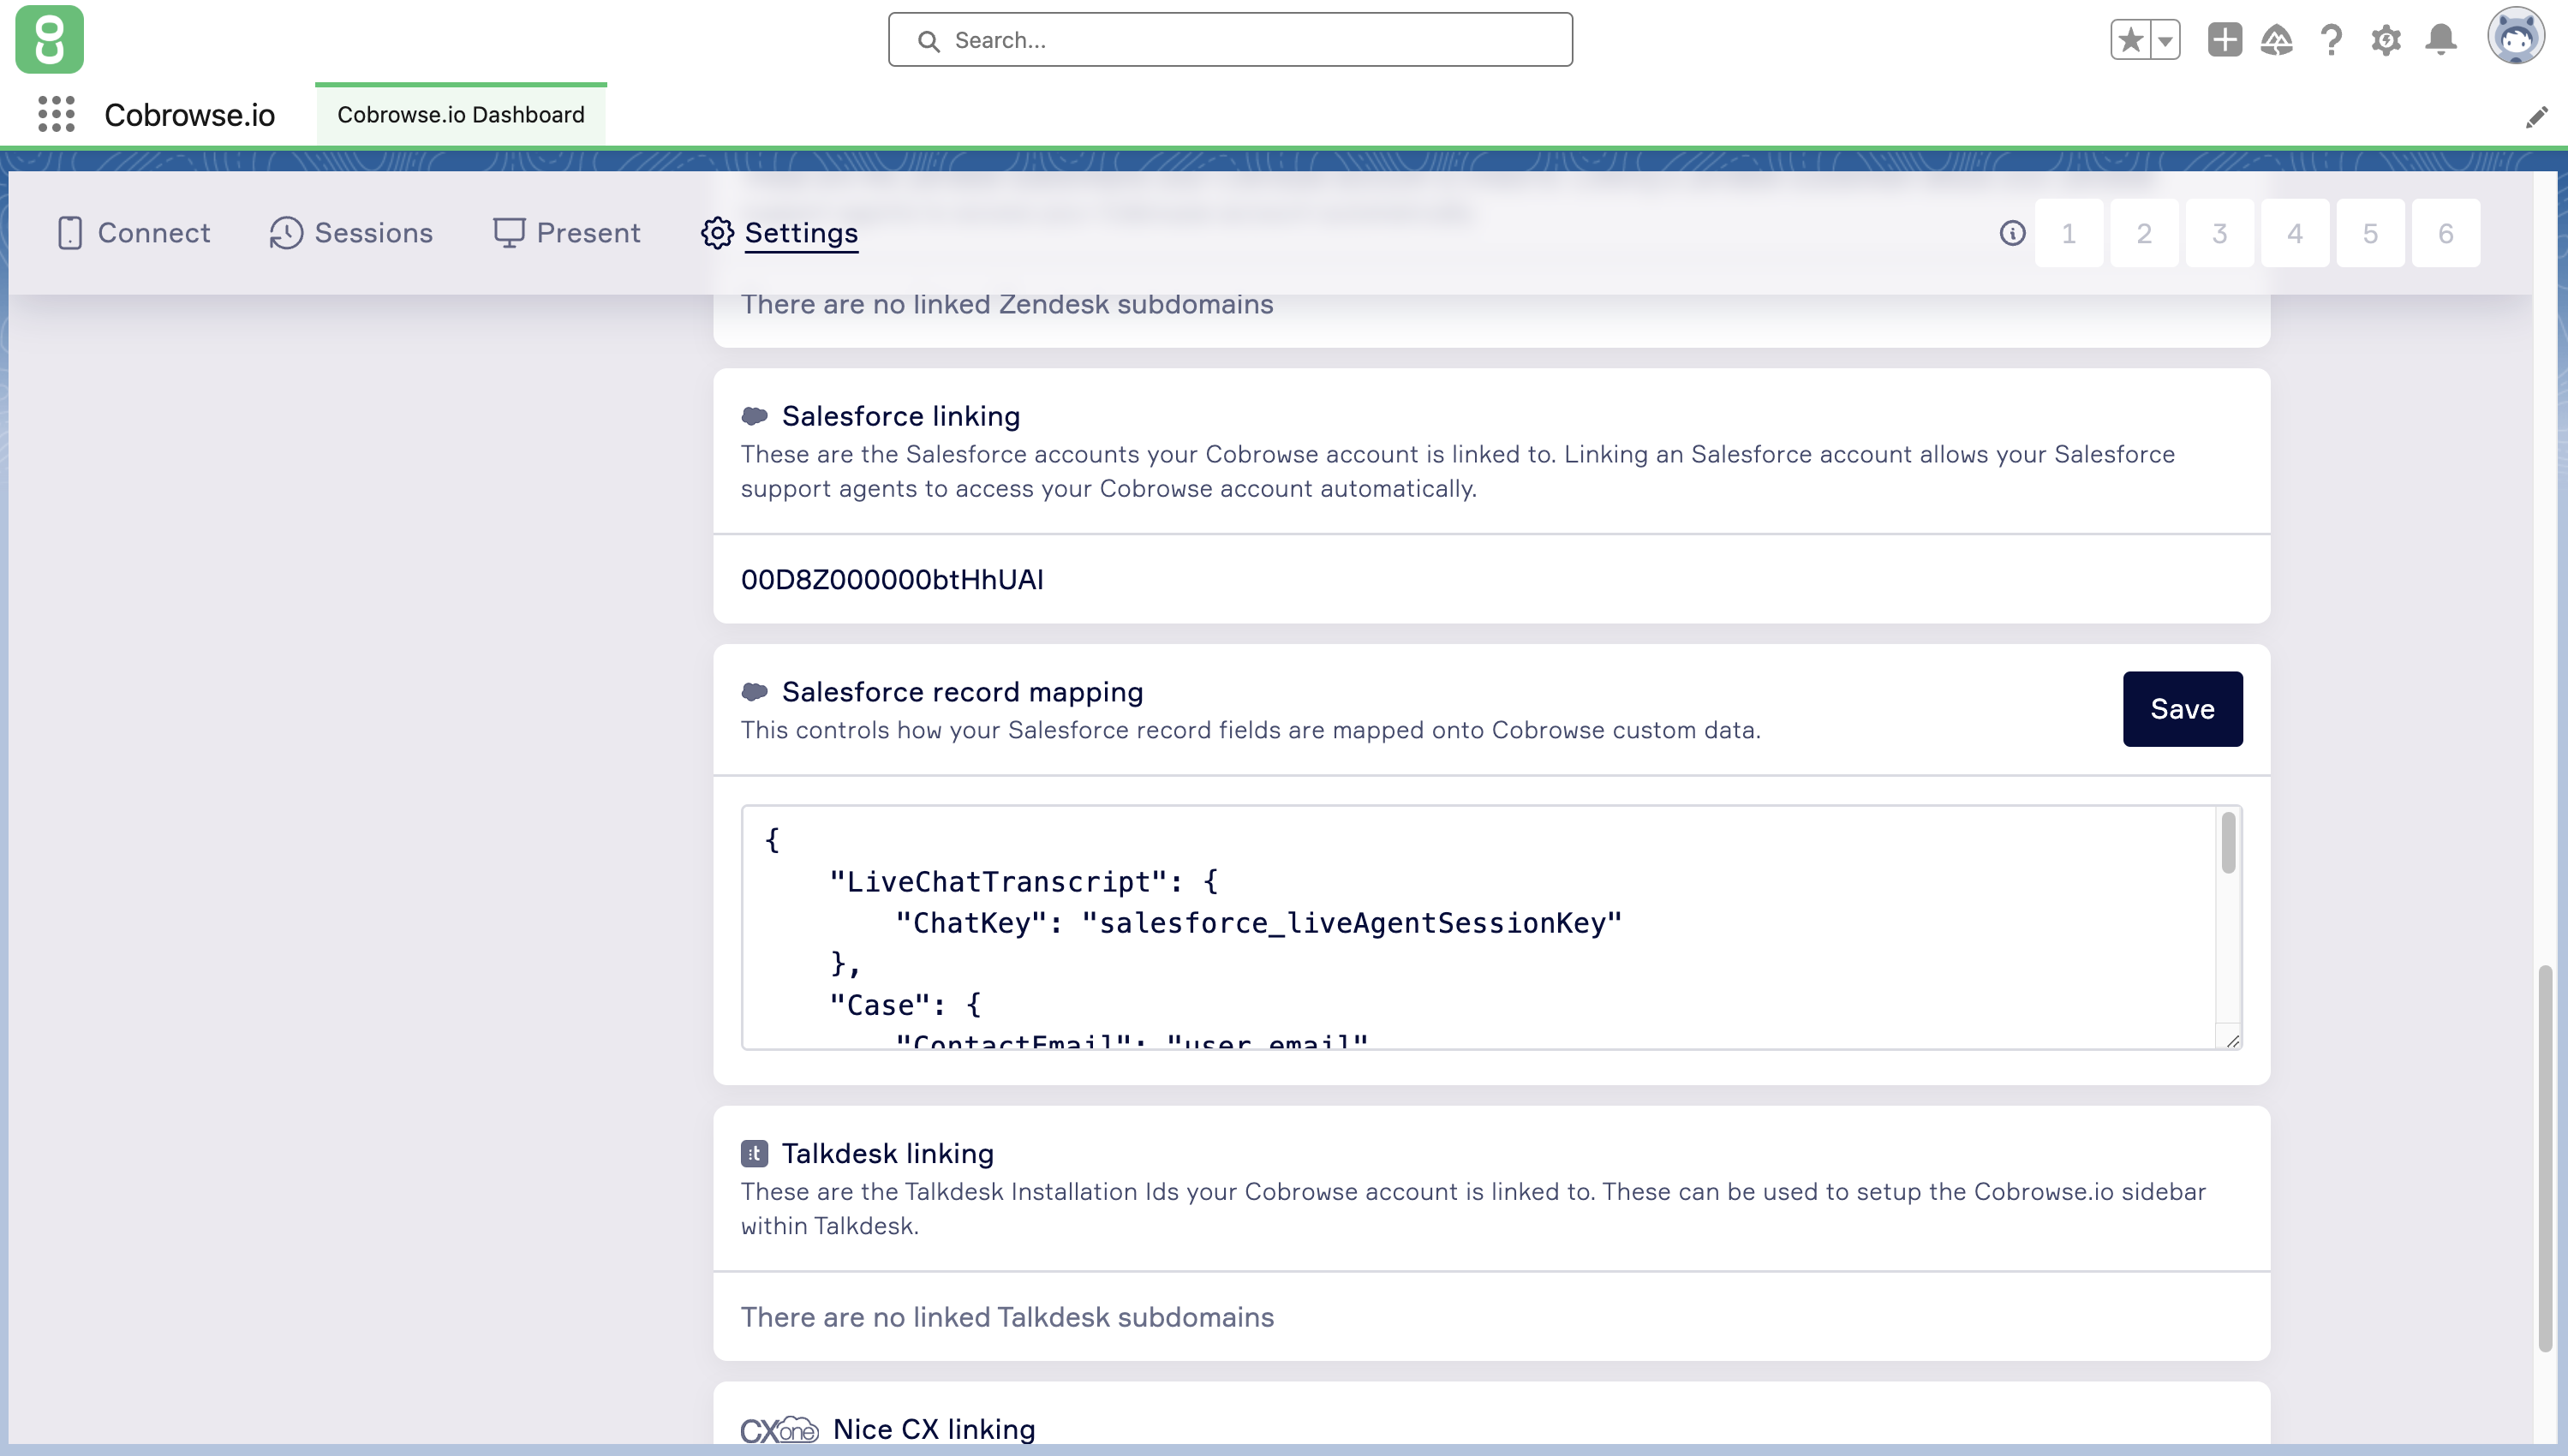 Search...
Cobrowse.io
Cobrowse.io Dashboard
Connect
Sessions
Present
Settings
1 2 3 4 5 6
There are no linked Zendesk subdomains
Salesforce linking
These are the Salesforce accounts your Cobrowse account is linked to. Linking an Salesforce account allows your Salesforce
support agents to access your Cobrowse account automatically.
00D8Z000000btHhUAI
Salesforce record mapping
This controls how your Salesforce record fields are mapped onto Cobrowse custom data.
Save
{
"LiveChatTranscript": {
"ChatKey": "salesforce_liveAgentSessionKey"
},
"Case": {
"ContactEmail": "user_email"
:t Talkdesk linking
These are the Talkdesk Installation Ids your Cobrowse account is linked to. These can be used to setup the Cobrowse.io sidebar
within Talkdesk.
There are no linked Talkdesk subdomains
CXone Nice CX linking